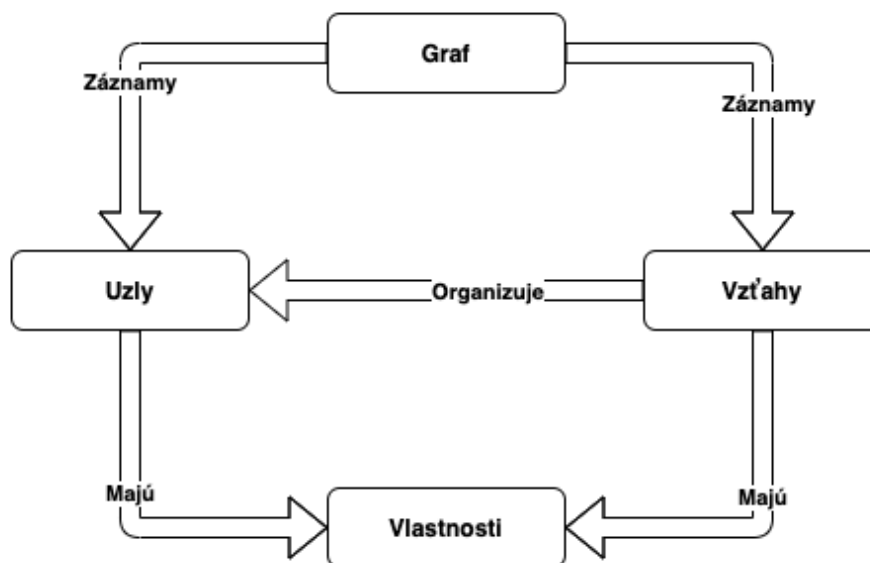 Graf
Záznamy
Záznamy
Uzly
Organizuje
Vzťahy
Majú
Majú
Vlastnosti